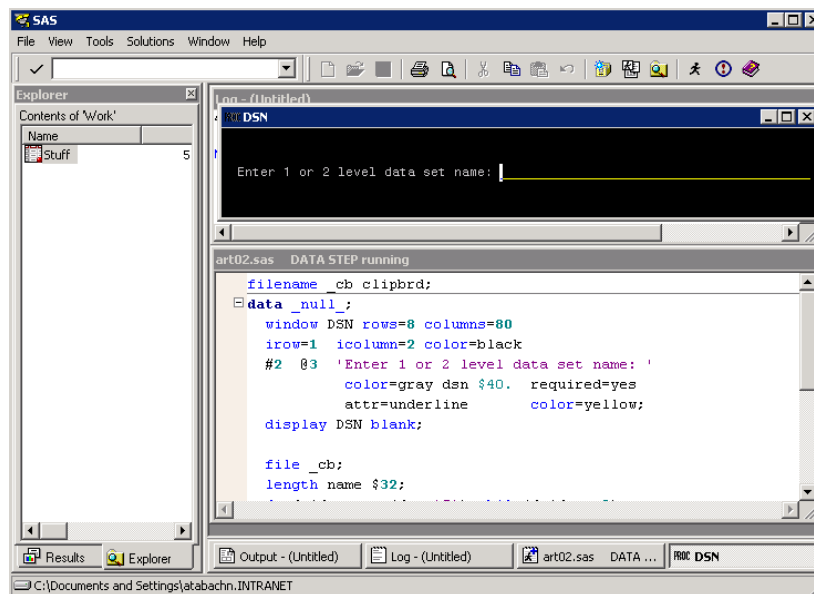 SAS
File View Tools Solutions Window Help
Explorer
Contents of 'Work'
Name
Stuff 5
Results Explorer
Log - (Untitled)
DSN
Enter 1 or 2 level data set name:
art02.sas DATA STEP running
filename _cb clipbrd;
data _null_;
window DSN rows=8 columns=80
irow=1 icolumn=2 color=black
#2 @3 'Enter 1 or 2 level data set name: '
color=gray dsn $40. required=yes
attr=underline color=yellow;
display DSN blank;
file _cb;
length name $32;
Output - (Untitled) Log - (Untitled) art02.sas DATA ... PROC DSN
C:\Documents and Settings\atabachn.INTRANET